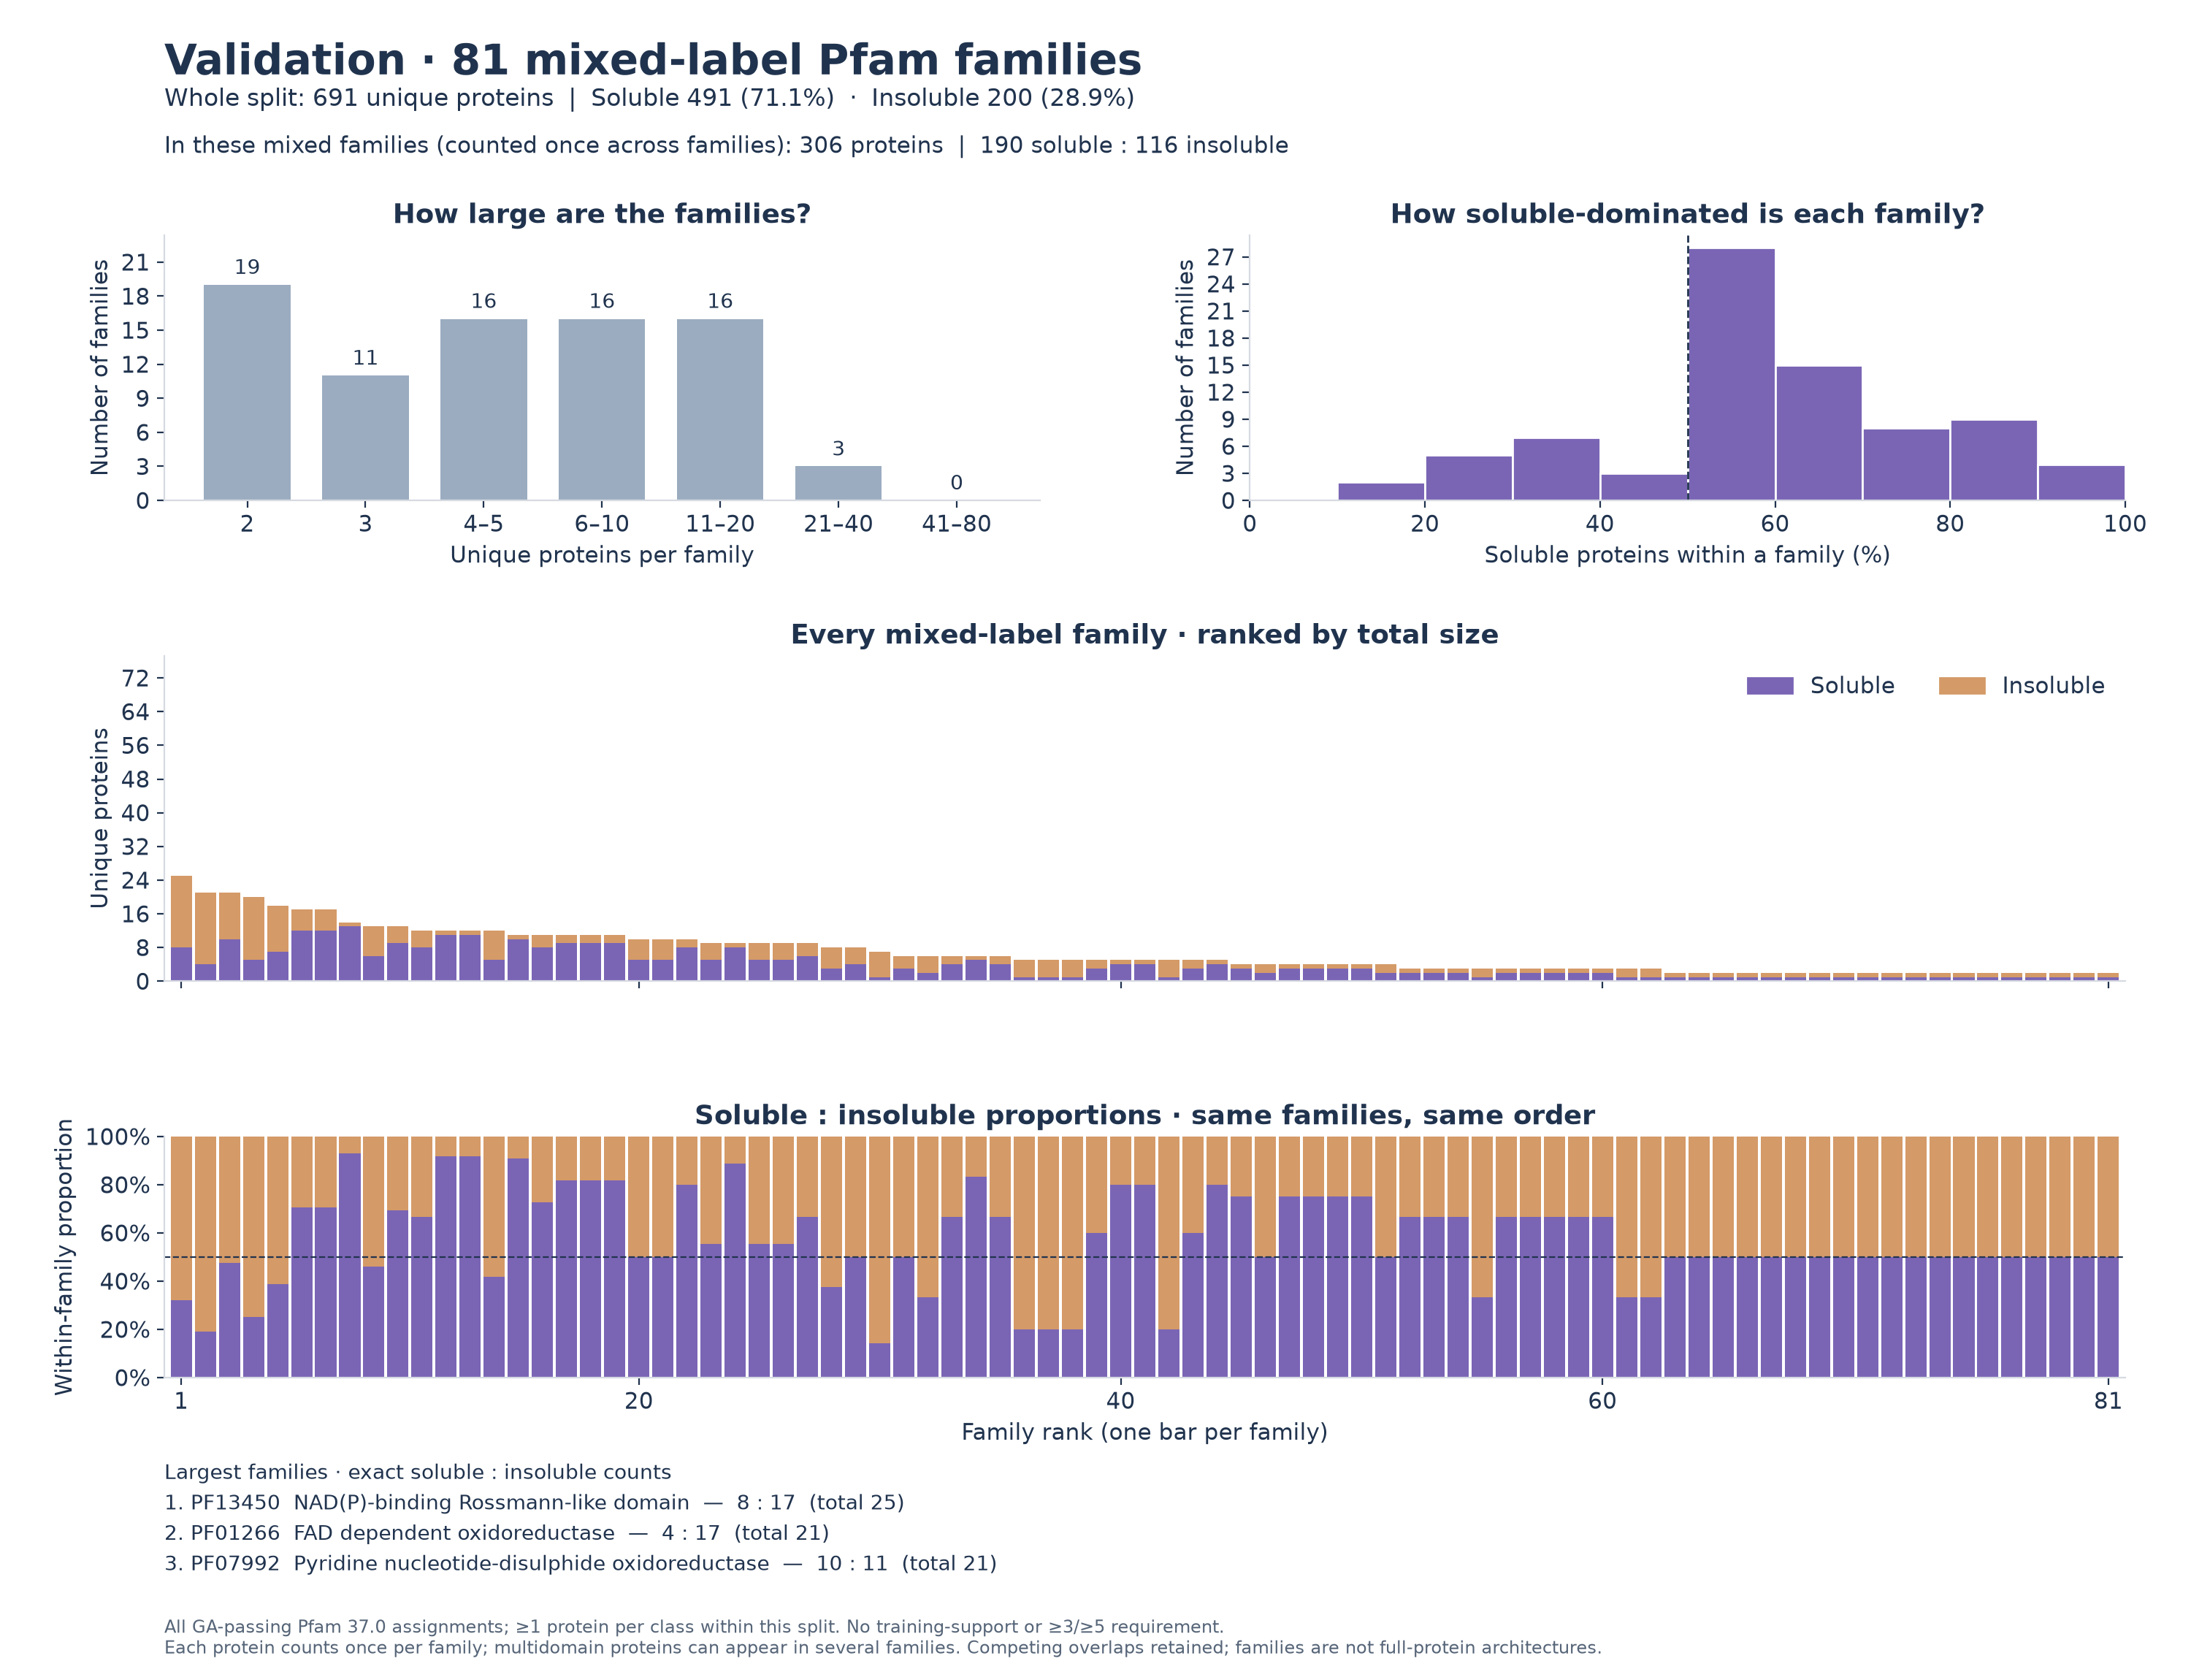 Validation · 81 mixed-label Pfam families
Whole split: 691 unique proteins | Soluble 491 (71.1%) · Insoluble 200 (28.9%)
In these mixed families (counted once across families): 306 proteins | 190 soluble : 116 insoluble
How large are the families?
Number of families
21
18
15
12
9
6
3
0
19
11
16
16
16
3
0
2
3
4–5
6–10
11–20
21–40
41–80
Unique proteins per family
How soluble-dominated is each family?
Number of families
27
24
21
18
15
12
9
6
3
0
0
20
40
60
80
100
Soluble proteins within a family (%)
Every mixed-label family · ranked by total size
Unique proteins
72
64
56
48
40
32
24
16
8
0
Soluble
Insoluble
Soluble : insoluble proportions · same families, same order
Within-family proportion
100%
80%
60%
40%
20%
0%
1
20
40
60
81
Family rank (one bar per family)
Largest families · exact soluble : insoluble counts
1. PF13450 NAD(P)-binding Rossmann-like domain — 8 : 17 (total 25)
2. PF01266 FAD dependent oxidoreductase — 4 : 17 (total 21)
3. PF07992 Pyridine nucleotide-disulphide oxidoreductase — 10 : 11 (total 21)
All GA-passing Pfam 37.0 assignments; ≥1 protein per class within this split. No training-support or ≥3/≥5 requirement.
Each protein counts once per family; multidomain proteins can appear in several families. Competing overlaps retained; families are not full-protein architectures.